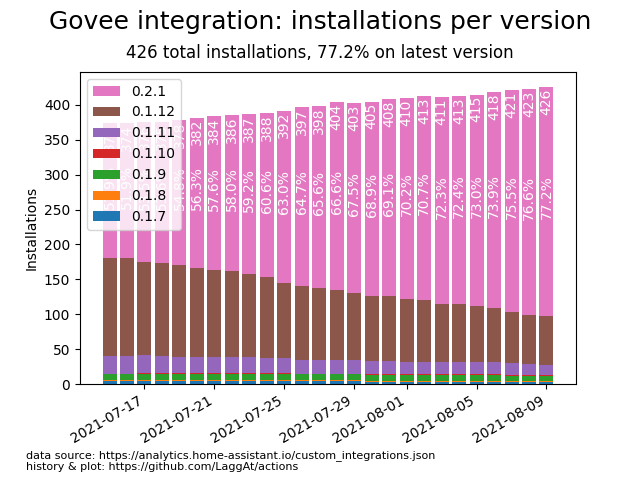 Govee integration: installations per version
426 total installations, 77.2% on latest version
Installations
400
350
300
250
200
150
100
50
0
0.2.1
0.1.12
0.1.11
0.1.10
0.1.9
0.1.8
0.1.7
382 384 386 387 388 392 397 398 404 403 405 408 410 413 411 413 415 418 421 423 426
54.8% 56.3% 57.6% 58.0% 59.2% 60.6% 63.0% 64.7% 65.6% 66.6% 67.5% 68.9% 69.1% 70.2% 70.7% 72.3% 72.4% 73.0% 73.9% 75.5% 76.6% 77.2%
2021-07-17 2021-07-21 2021-07-25 2021-07-29 2021-08-01 2021-08-05 2021-08-09
data source: https://analytics.home-assistant.io/custom_integrations.json
history & plot: https://github.com/LaggAt/actions